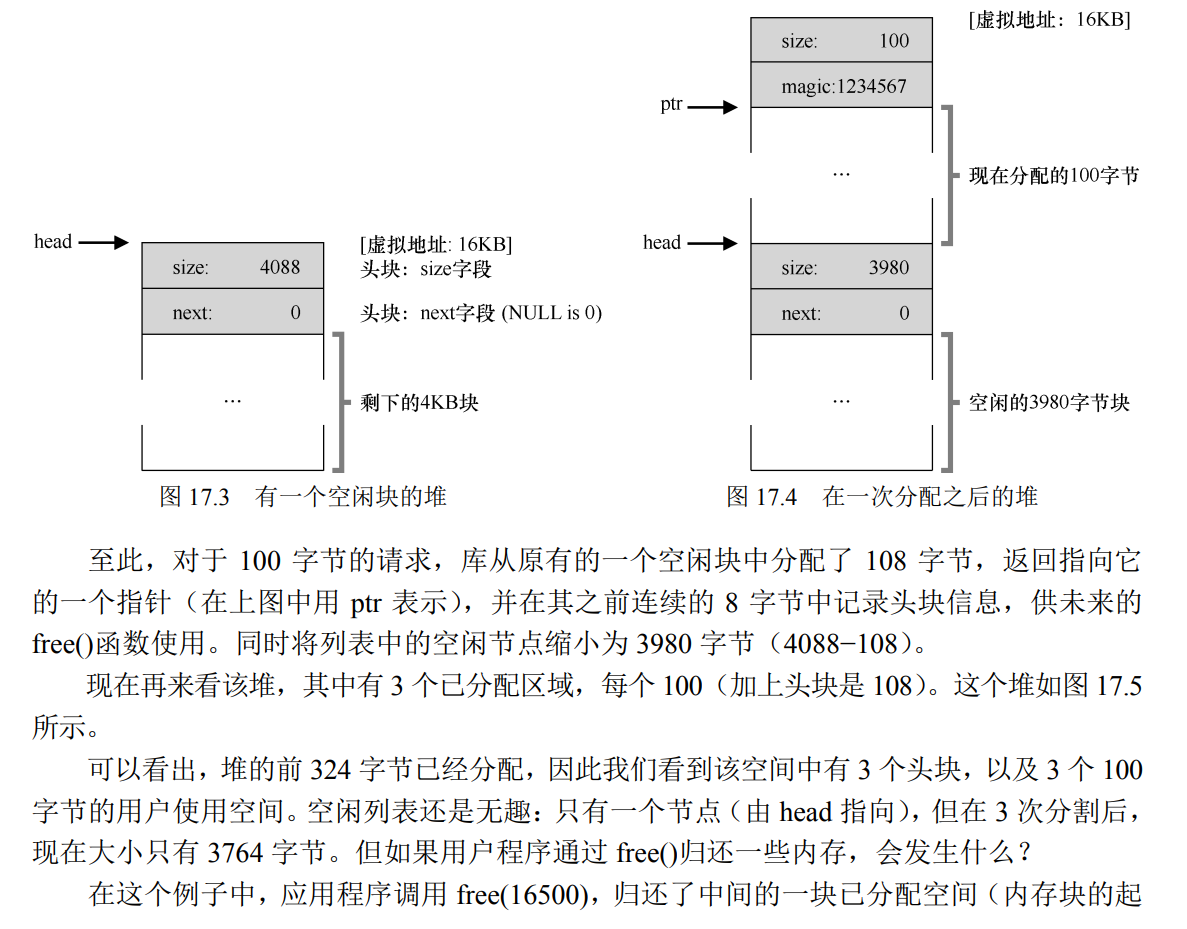 [虚拟地址：16KB]
size: 100
magic:1234567
ptr
…
现在分配的100字节
head
size: 3980
next: 0
…
空闲的3980字节块
head
[虚拟地址: 16KB]
size: 4088
头块：size字段
next: 0
头块：next字段 (NULL is 0)
…
剩下的4KB块
图 17.3 有一个空闲块的堆
图 17.4 在一次分配之后的堆
至此，对于 100 字节的请求，库从原有的一个空闲块中分配了 108 字节，返回指向它
的一个指针（在上图中用 ptr 表示），并在其之前连续的 8 字节中记录头块信息，供未来的
free()函数使用。同时将列表中的空闲节点缩小为 3980 字节（4088−108）。
现在再来看该堆，其中有 3 个已分配区域，每个 100（加上头块是 108）。这个堆如图 17.5
所示。
可以看出，堆的前 324 字节已经分配，因此我们看到该空间中有 3 个头块，以及 3 个 100
字节的用户使用空间。空闲列表还是无趣：只有一个节点（由 head 指向），但在 3 次分割后，
现在大小只有 3764 字节。但如果用户程序通过 free()归还一些内存，会发生什么？
在这个例子中，应用程序调用 free(16500)，归还了中间的一块已分配空间（内存块的起